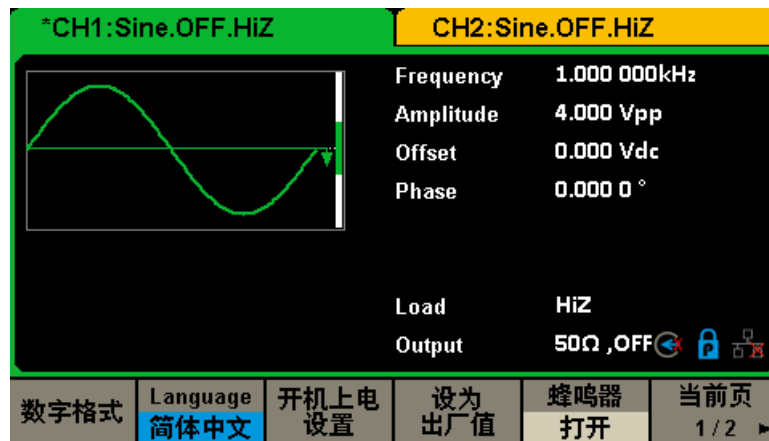 *CH1:Sine.OFF.HiZ
CH2:Sine.OFF.HiZ
Frequency 1.000 000kHz
Amplitude 4.000 Vpp
Offset 0.000 Vdc
Phase 0.000 0 °
Load HiZ
Output 50Ω ,OFF P
数字格式
Language
简体中文
开机上电
设置
设为
出厂值
蜂鸣器
打开
当前页
1/2 ►